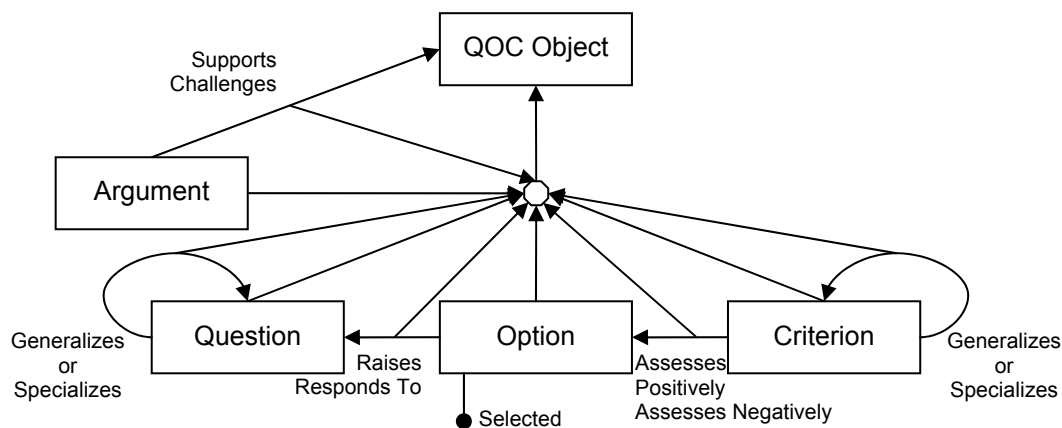 QOC Object
Supports
Challenges
Argument
Question
Option
Criterion
Generalizes
or
Specializes
Raises
Responds To
Assesses
Positively
Assesses Negatively
Generalizes
or
Specializes
Selected